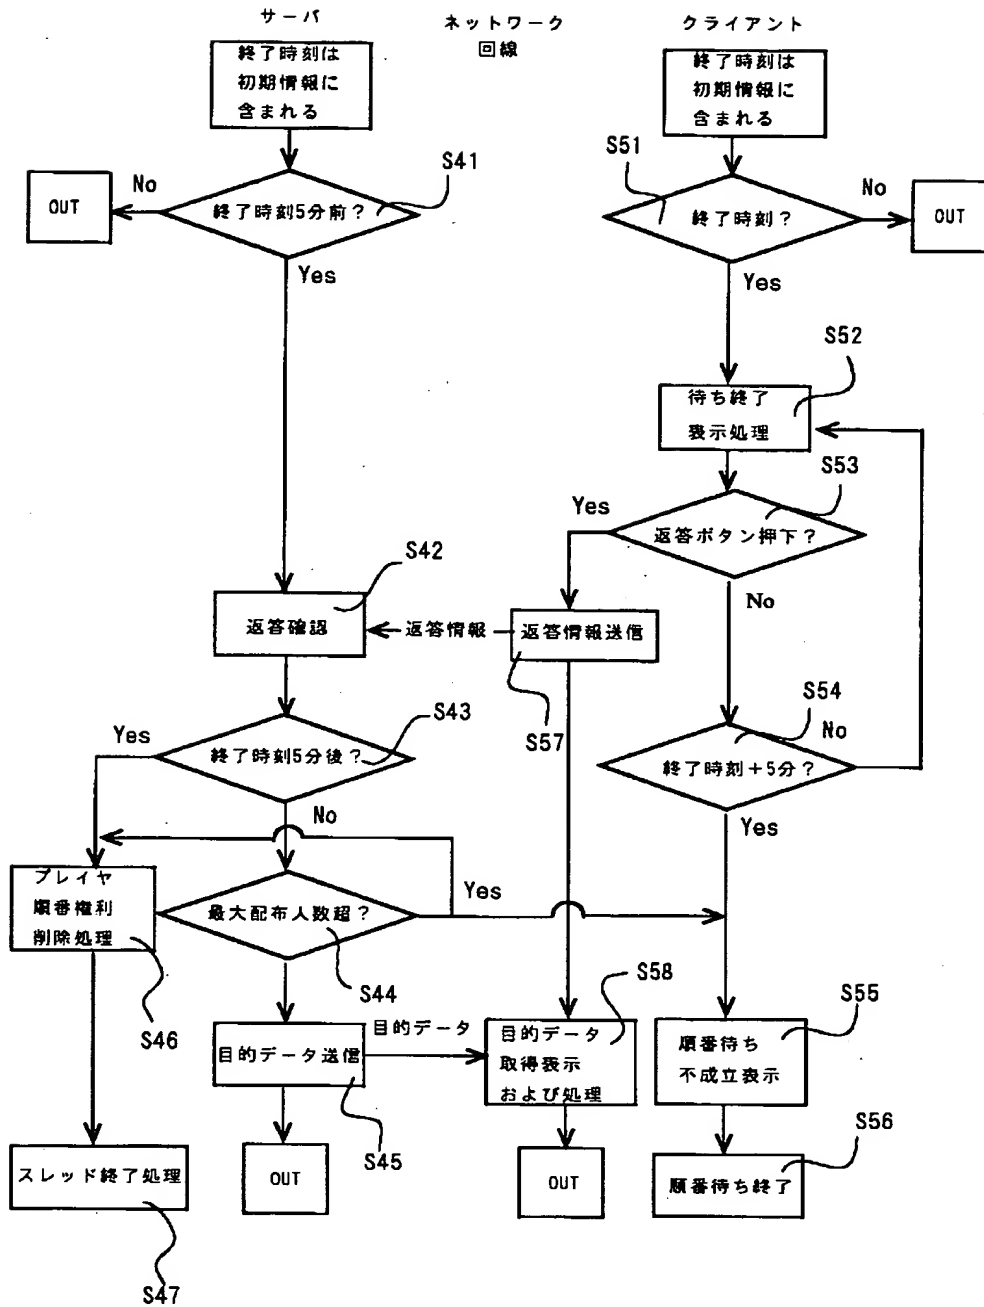 サーバ
ネットワーク
回線
クライアント
終了時刻は
初期情報に
含まれる
終了時刻は
初期情報に
含まれる
S41
S51
No
OUT
終了時刻5分前？
終了時刻？
No
OUT
Yes
Yes
S52
待ち終了
表示処理
S53
Yes
返答ボタン押下？
S42
No
返答確認
返答情報
返答情報送信
S57
S54
S43
Yes
終了時刻5分後？
No
終了時刻＋5分？
No
Yes
プレイヤ
順番権利
削除処理
最大配布人数超？
Yes
S44
S46
S58
S55
目的データ送信
目的データ
目的データ
取得表示
および処理
順番待ち
不成立表示
S45
S56
スレッド終了処理
OUT
OUT
順番待ち終了
S47